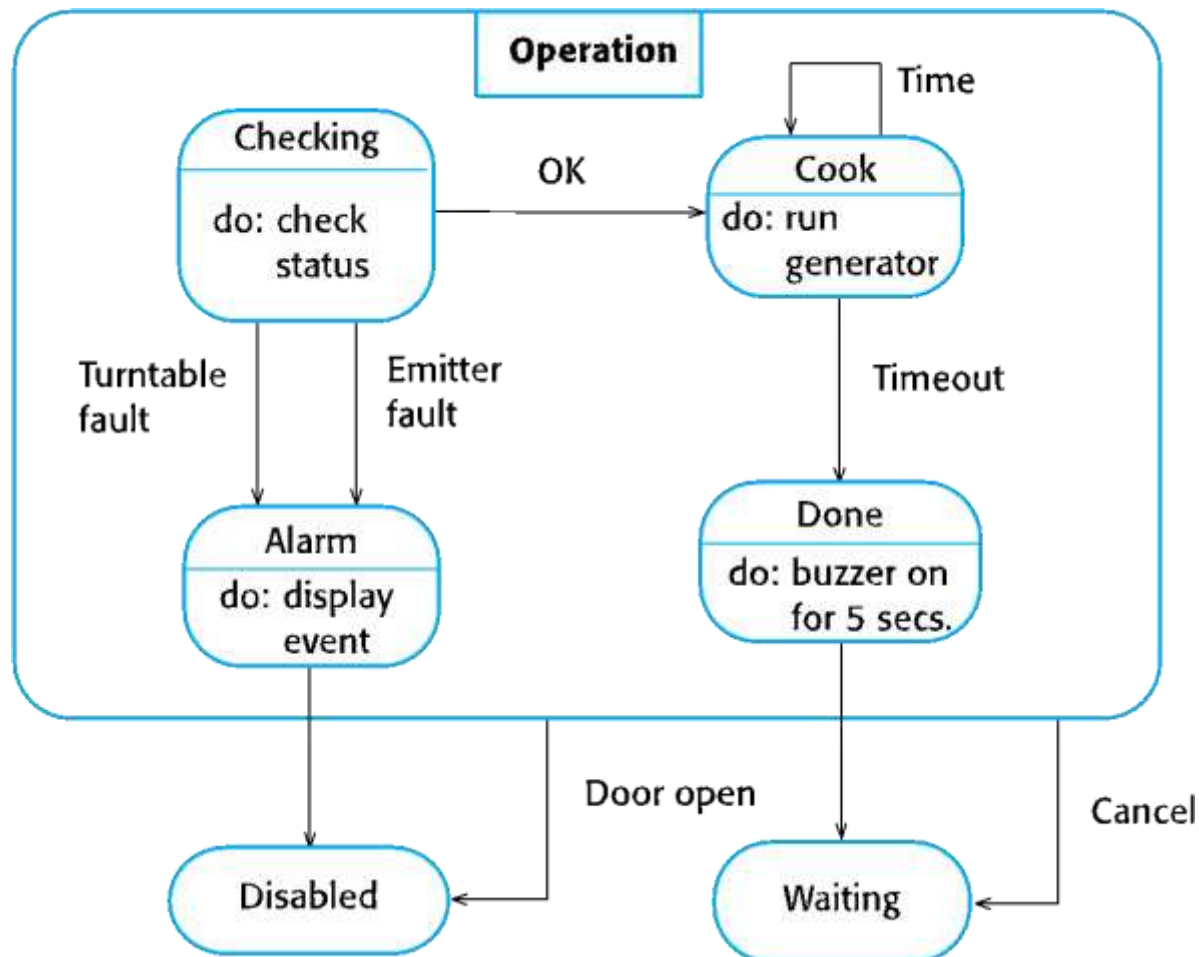 Operation
Checking
do: check
status
OK
Time
Cook
do: run
generator
Turntable
fault
Emitter
fault
Timeout
Alarm
do: display
event
Done
do: buzzer on
for 5 secs.
Door open
Cancel
Disabled
Waiting